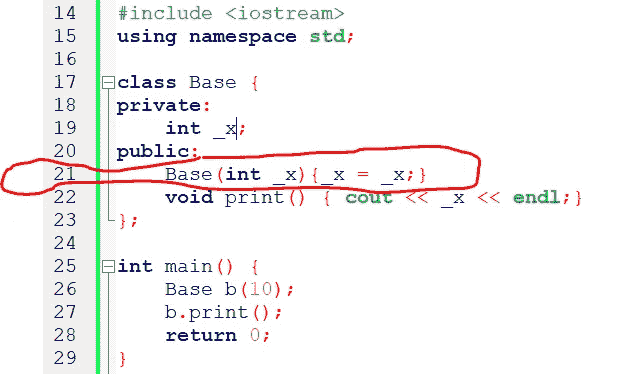 14 #include <iostream>
15 using namespace std;
16
17 class Base {
18 private:
19 int _x;
20 public:
21 Base(int _x){_x = _x;}
22 void print() { cout << _x << endl;}
23 };
24
25 int main() {
26 Base b(10);
27 b.print();
28 return 0;
29 }